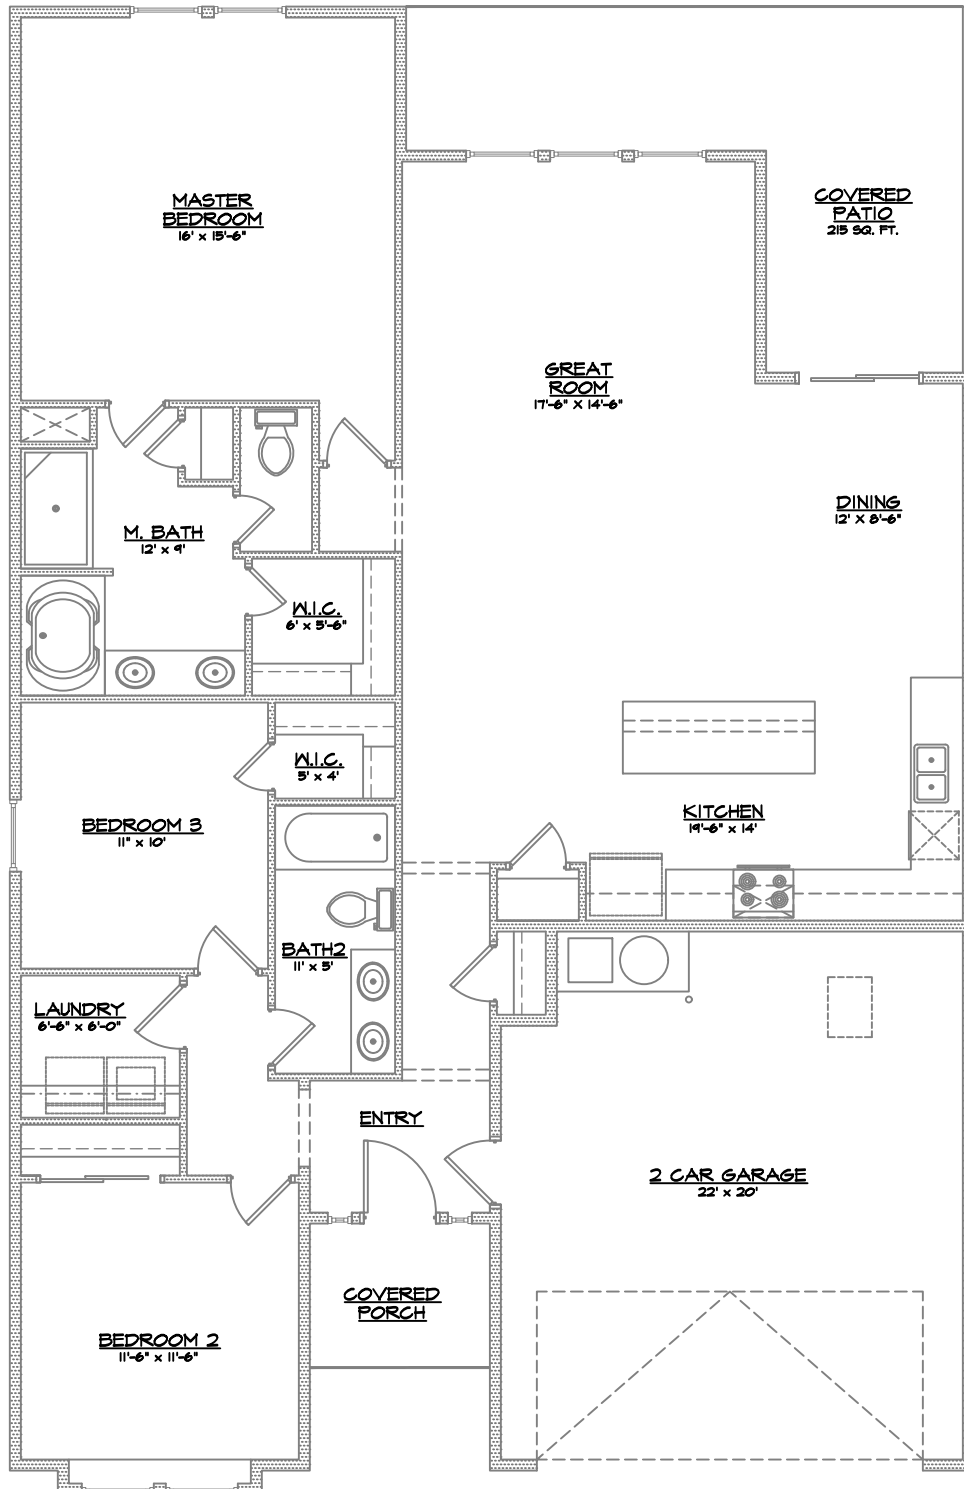 MASTER
BEDROOM
16' x 15'-6"
COVERED
PATIO
215 SQ. FT.
GREAT
ROOM
17'-6" X 14'-6"
DINING
12' X 8'-6"
M. BATH
12' x 9'
W.I.C.
6' x 5'-6"
W.I.C.
5' x 4'
BEDROOM 3
11" x 10'
KITCHEN
19'-6" x 14'
BATH2
11' x 5'
LAUNDRY
6'-6" x 6'-0"
ENTRY
2 CAR GARAGE
22' x 20'
COVERED
PORCH
BEDROOM 2
11'-6" x 11'-6"